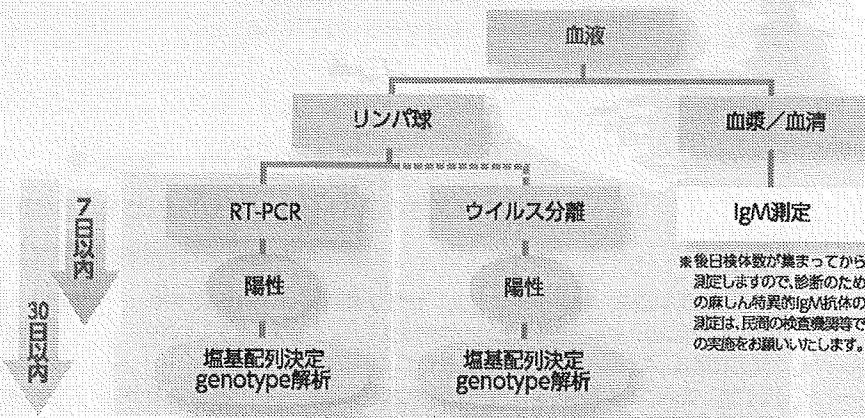 血液
リンパ球
血漿／血清
RT-PCR
ウイルス分離
IgM測定
7日以内
陽性
陽性
※後日検体数が集まってから
測定しますので、診断のため
の麻しん特異的IgM抗体の
測定は、民間の検査機関等で
の実施をお願いいたします。
30日以内
塩基配列決定
genotype解析
塩基配列決定
genotype解析